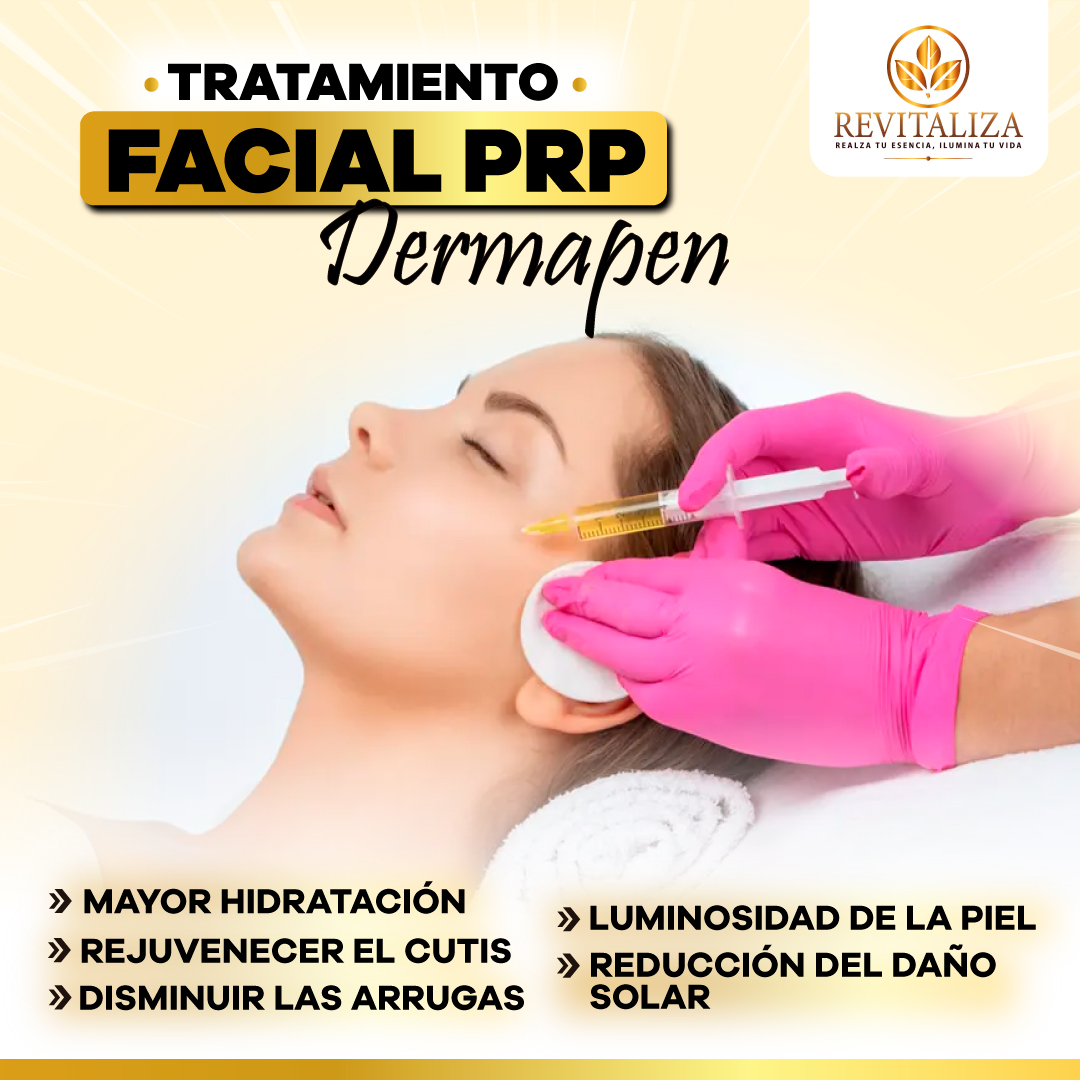 • TRATAMIENTO •
FACIAL PRP
Dermapen
REVITALIZA
REALZA TU ESENCIA, ILUMINA TU VIDA
» MAYOR HIDRATACIÓN
» REJUVENECER EL CUTIS
» DISMINUIR LAS ARRUGAS
» LUMINOSIDAD DE LA PIEL
» REDUCCIÓN DEL DAÑO
SOLAR